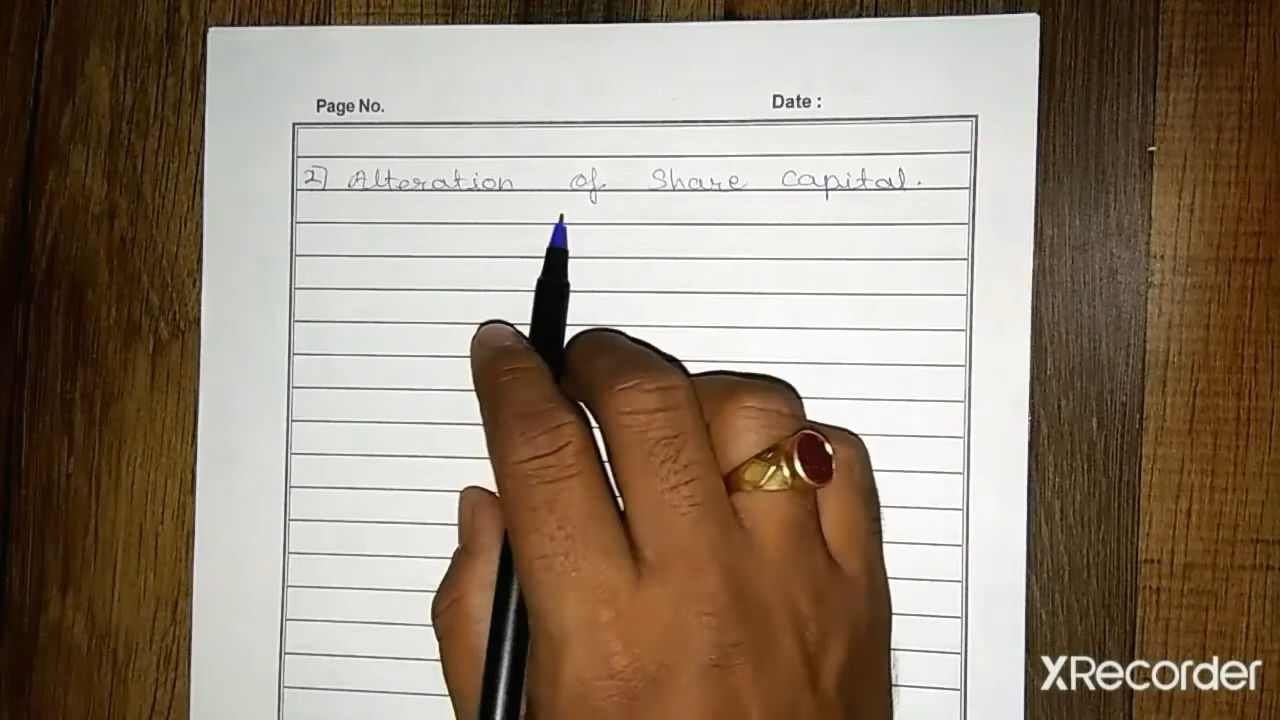 Page No. Date :
2] Alteration of Share capital.
XRecorder